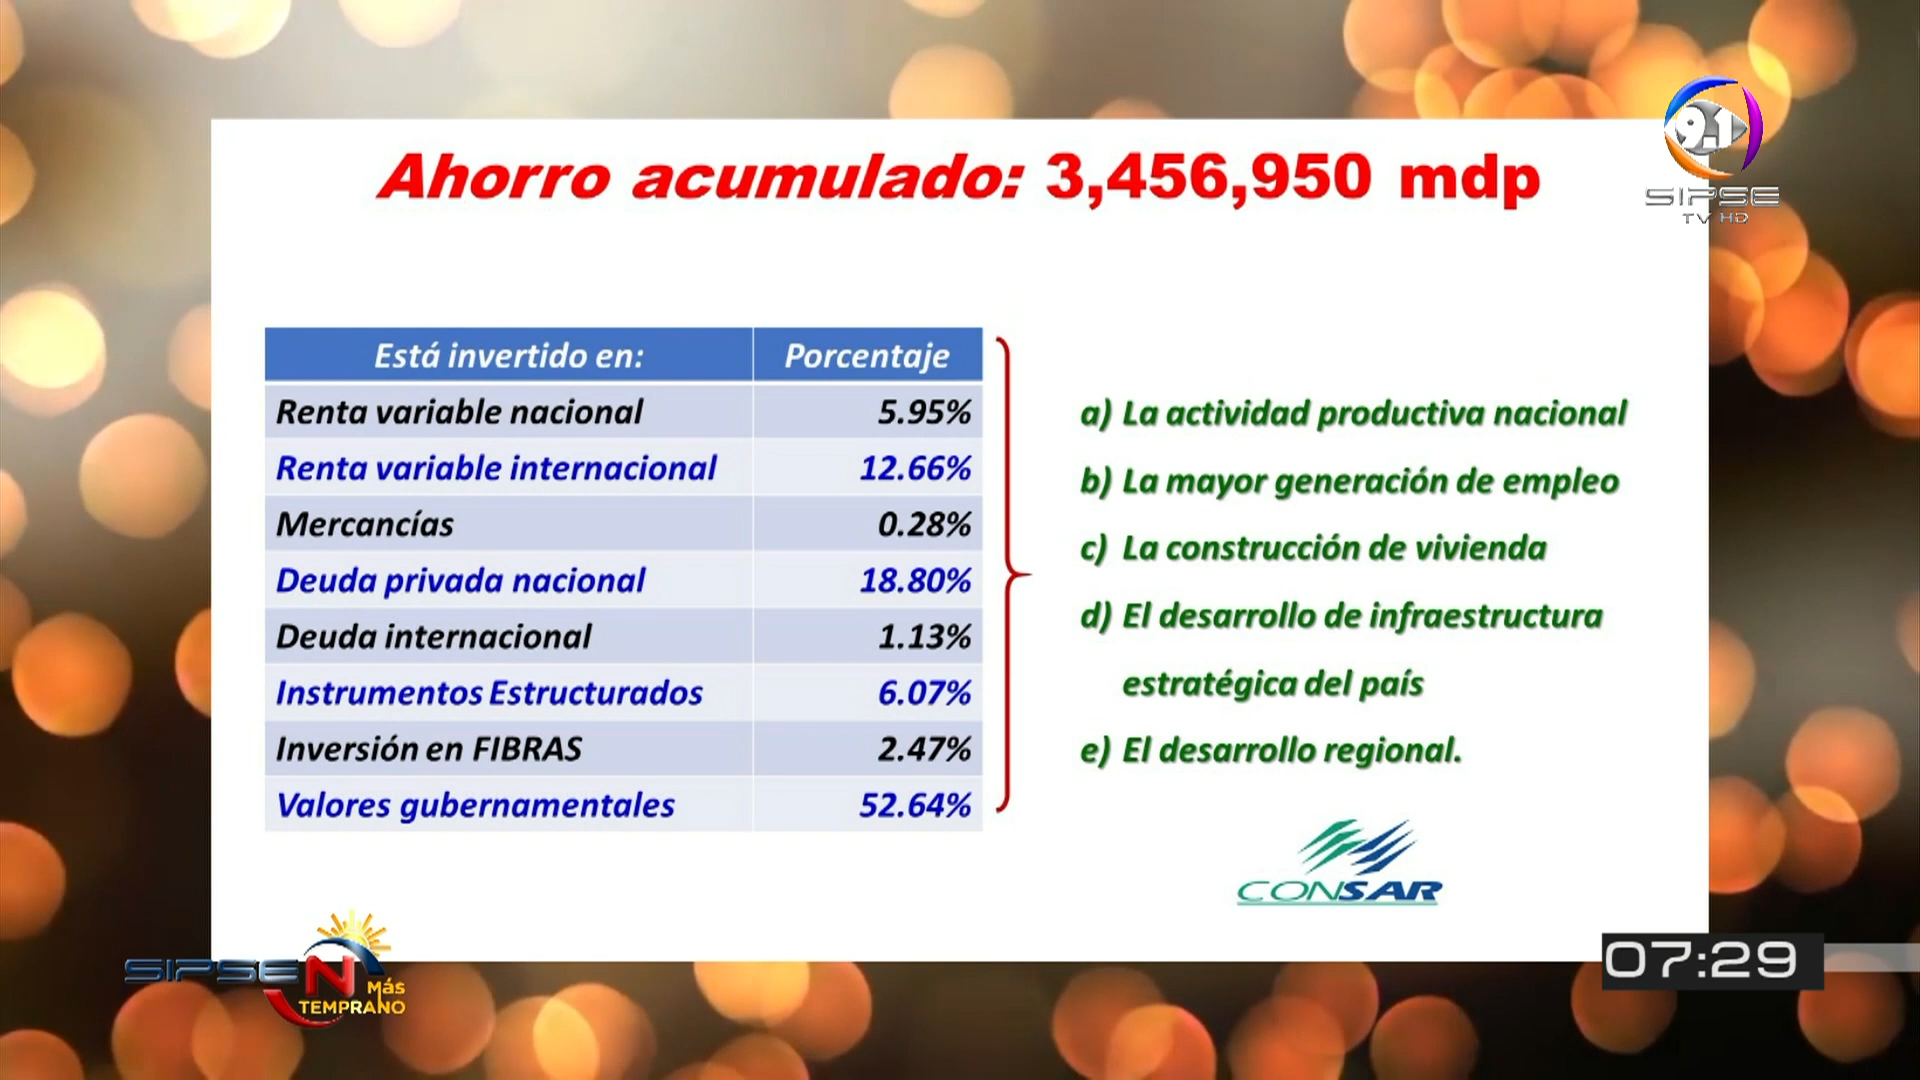 Ahorro acumulado: 3,456,950 mdp
9.1
SIPSE
TV HD
Está invertido en: Porcentaje
Renta variable nacional 5.95%
Renta variable internacional 12.66%
Mercancías 0.28%
Deuda privada nacional 18.80%
Deuda internacional 1.13%
Instrumentos Estructurados 6.07%
Inversión en FIBRAS 2.47%
Valores gubernamentales 52.64%
a) La actividad productiva nacional
b) La mayor generación de empleo
c) La construcción de vivienda
d) El desarrollo de infraestructura
estratégica del país
e) El desarrollo regional.
CONSAR
SIPSE N
Más
TEMPRANO
07:29